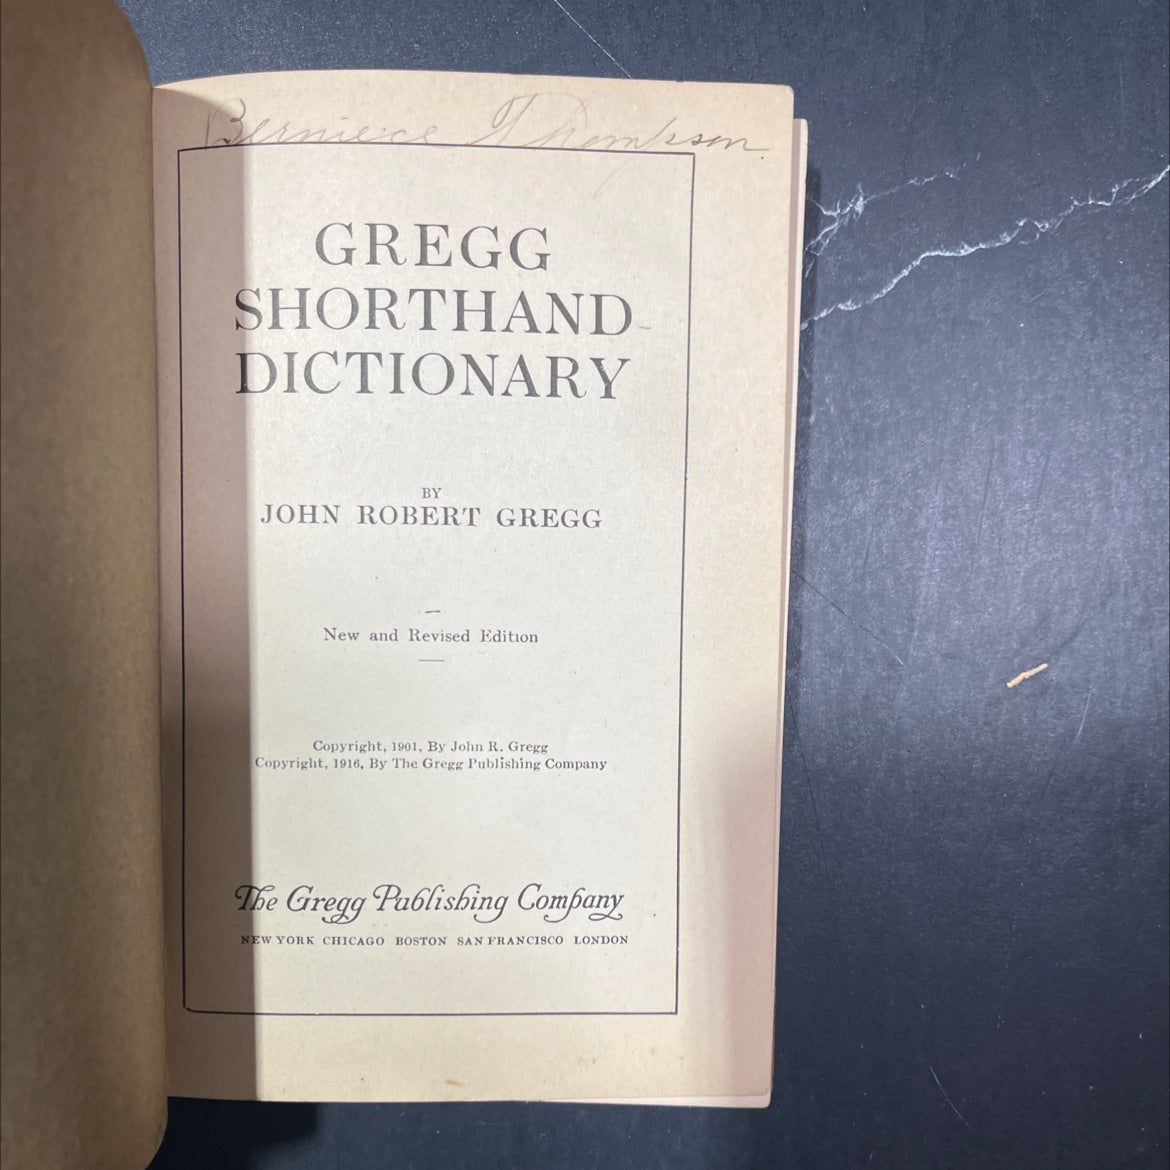 Berniece Thompson.
GREGG
SHORTHAND
DICTIONARY
BY
JOHN ROBERT GREGG
New and Revised Edition
Copyright, 1901, By John R. Gregg
Copyright, 1916, By The Gregg Publishing Company
The Gregg Publishing Company
NEW YORK CHICAGO BOSTON SAN FRANCISCO LONDON